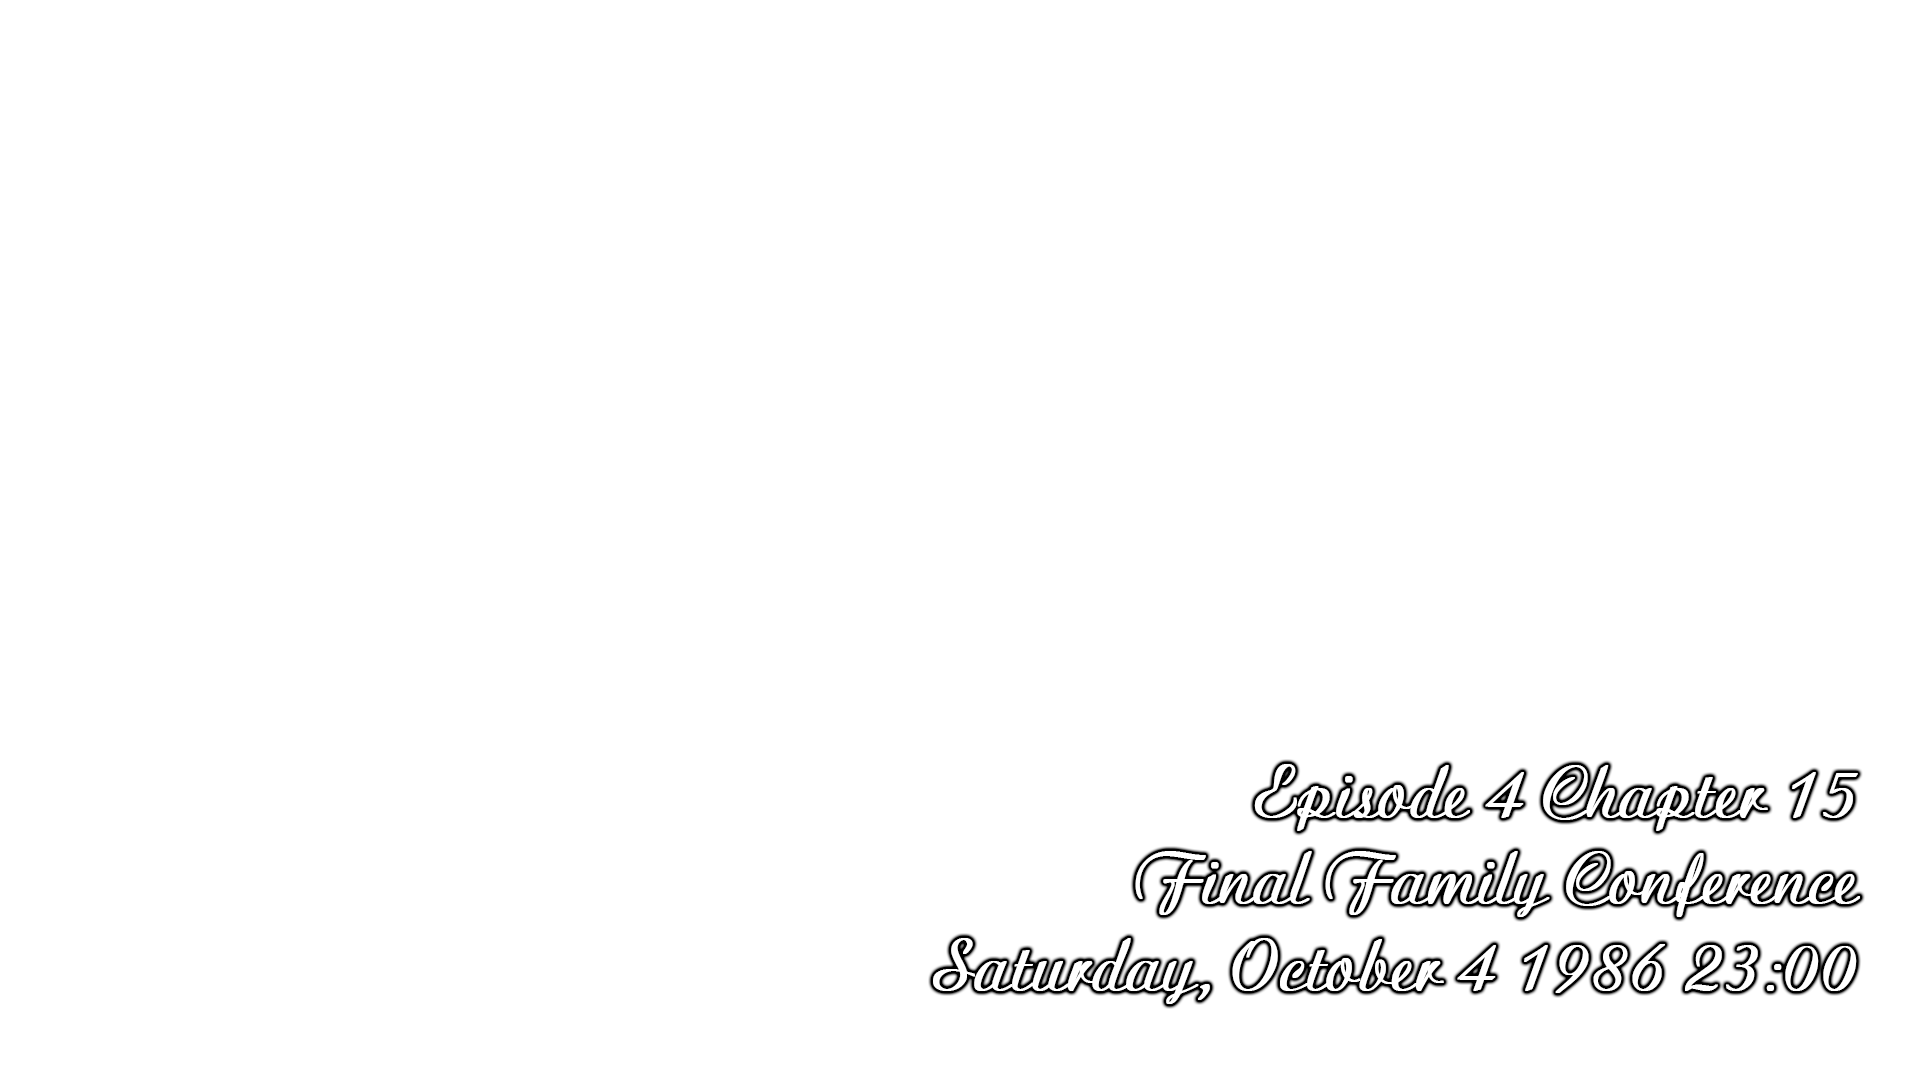 Episode 4 Chapter 15
Final Family Conference
Saturday, October 4 1986 23:00